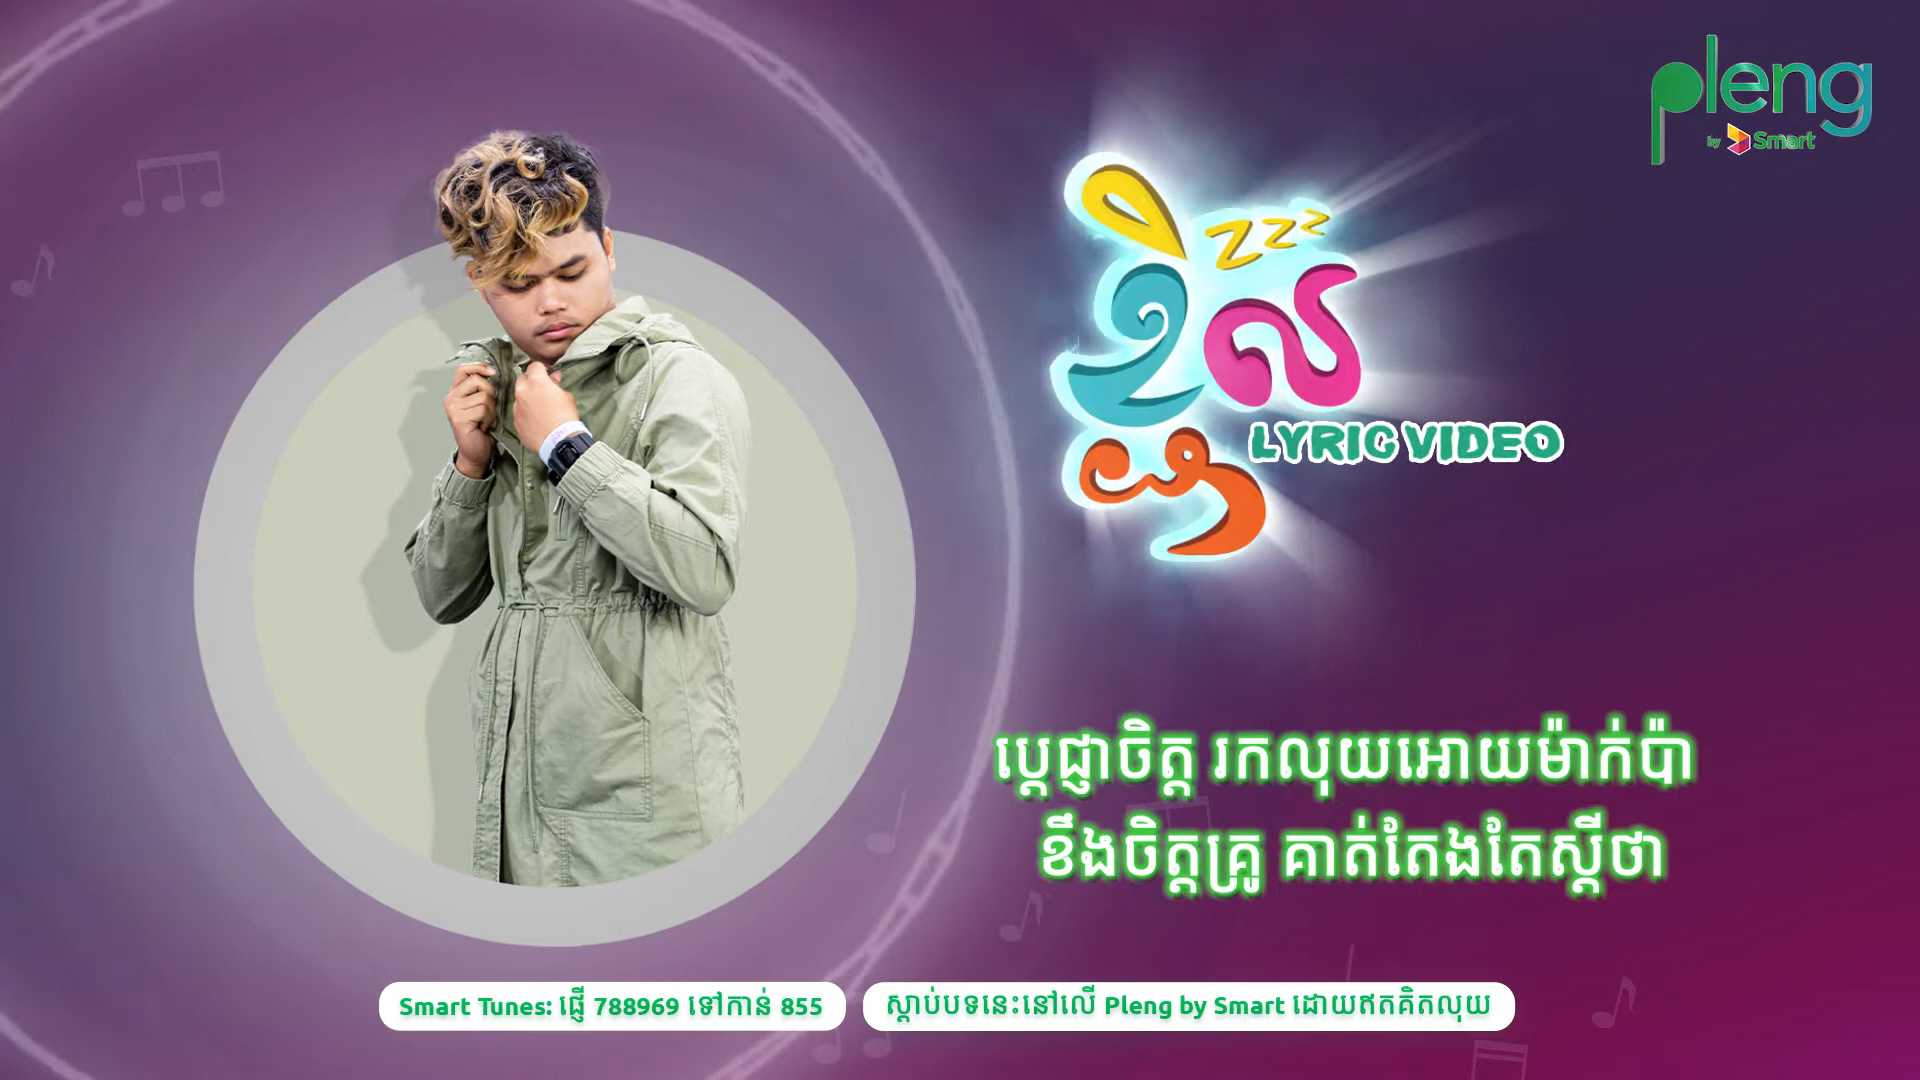 pleng
by Smart
zzz
ខ្ជិល
LYRIC VIDEO
ប្ដេជ្ញាចិត្ត រកលុយអោយម៉ាក់ប៉ា
ខឹងចិត្តគ្រូ គាត់តែងតែស្ដីថា
Smart Tunes: ផ្ញើ 788969 ទៅកាន់ 855
ស្ដាប់បទនេះនៅលើ Pleng by Smart ដោយឥតគិតលុយ